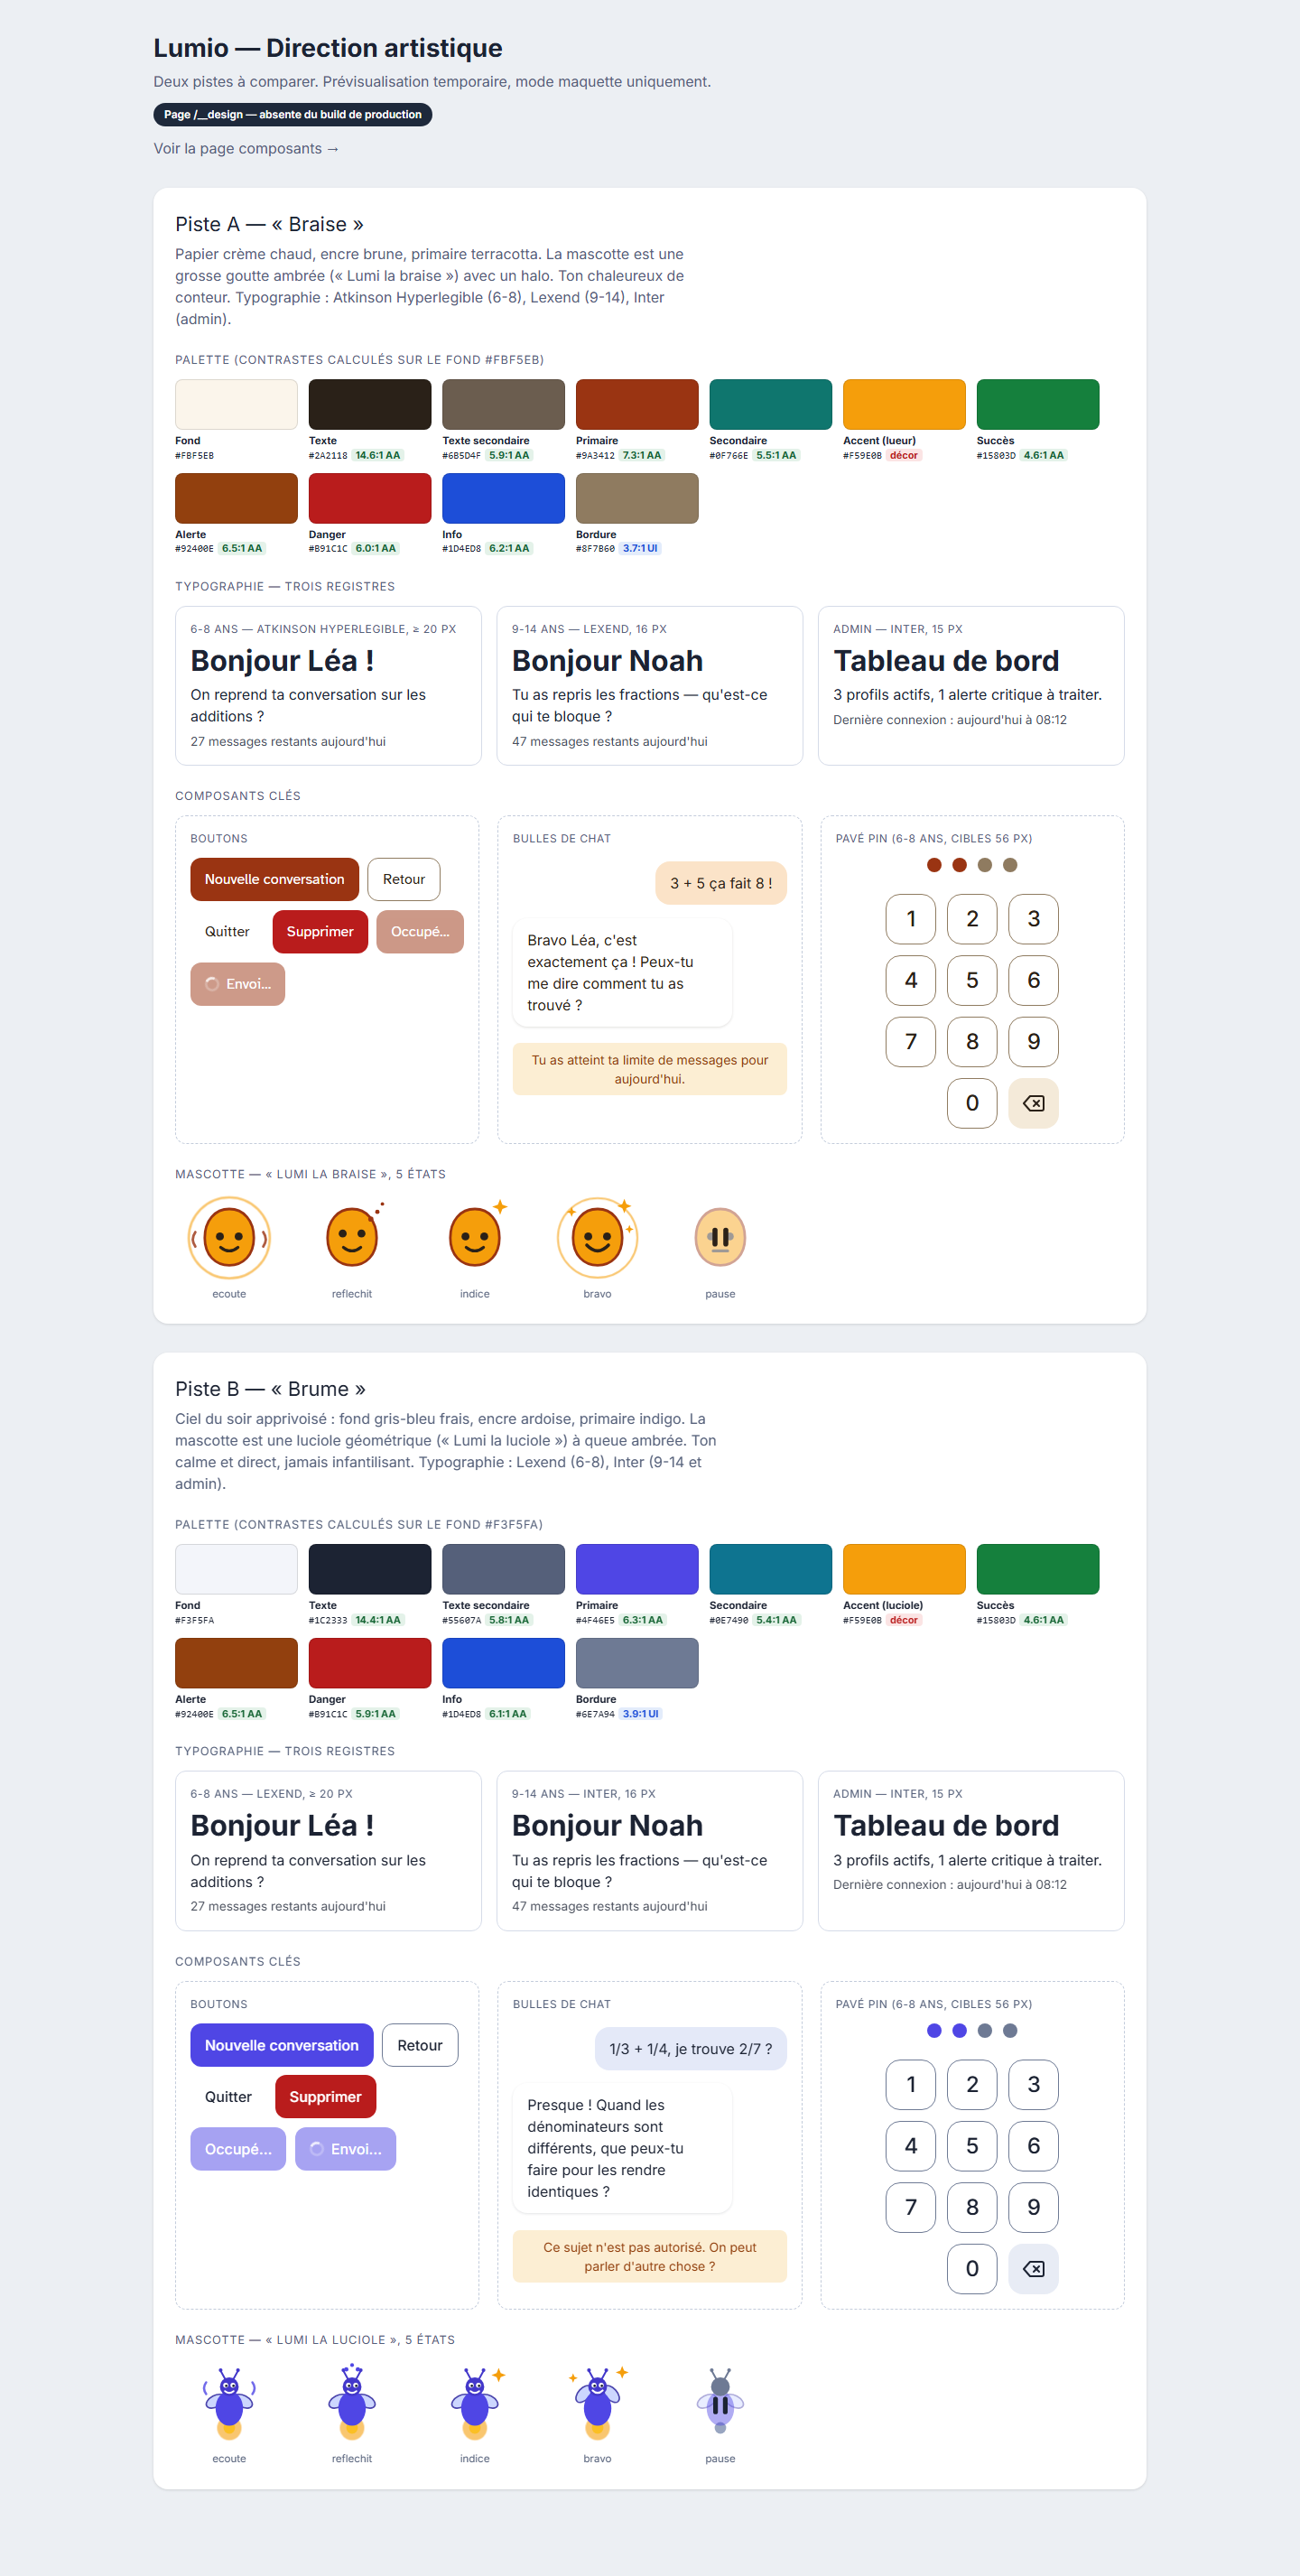 Lumio — Direction artistique
Deux pistes à comparer. Prévisualisation temporaire, mode maquette uniquement.
Page /__design — absente du build de production
Voir la page composants →
Piste A — « Braise »
Papier crème chaud, encre brune, primaire terracotta. La mascotte est une
grosse goutte ambrée (« Lumi la braise ») avec un halo. Ton chaleureux de
conteur. Typographie : Atkinson Hyperlegible (6-8), Lexend (9-14), Inter
(admin).
PALETTE (CONTRASTES CALCULÉS SUR LE FOND #FBF5EB)
Fond
#FBF5EB
Texte
#2A2118 14.6:1 AA
Texte secondaire
#6B5D4F 5.9:1 AA
Primaire
#9A3412 7.3:1 AA
Secondaire
#0F766E 5.5:1 AA
Accent (lueur)
#F59E0B décor
Succès
#15803D 4.6:1 AA
Alerte
#92400E 6.5:1 AA
Danger
#B91C1C 6.0:1 AA
Info
#1D4ED8 6.2:1 AA
Bordure
#8F7B60 3.7:1 UI
TYPOGRAPHIE — TROIS REGISTRES
6-8 ANS — ATKINSON HYPERLEGIBLE, ≥ 20 PX
Bonjour Léa !
On reprend ta conversation sur les
additions ?
27 messages restants aujourd'hui
9-14 ANS — LEXEND, 16 PX
Bonjour Noah
Tu as repris les fractions — qu'est-ce
qui te bloque ?
47 messages restants aujourd'hui
ADMIN — INTER, 15 PX
Tableau de bord
3 profils actifs, 1 alerte critique à traiter.
Dernière connexion : aujourd'hui à 08:12
COMPOSANTS CLÉS
BOUTONS
Nouvelle conversation
Retour
Quitter
Supprimer
Occupé...
Envoi...
BULLES DE CHAT
3 + 5 ça fait 8 !
Bravo Léa, c'est
exactement ça ! Peux-tu
me dire comment tu as
trouvé ?
Tu as atteint ta limite de messages pour
aujourd'hui.
PAVÉ PIN (6-8 ANS, CIBLES 56 PX)
1 2 3
4 5 6
7 8 9
0
MASCOTTE — « LUMI LA BRAISE », 5 ÉTATS
ecoute
reflechit
indice
bravo
pause
Piste B — « Brume »
Ciel du soir apprivoisé : fond gris-bleu frais, encre ardoise, primaire indigo. La
mascotte est une luciole géométrique (« Lumi la luciole ») à queue ambrée. Ton
calme et direct, jamais infantilisant. Typographie : Lexend (6-8), Inter (9-14 et
admin).
PALETTE (CONTRASTES CALCULÉS SUR LE FOND #F3F5FA)
Fond
#F3F5FA
Texte
#1C2333 14.4:1 AA
Texte secondaire
#55607A 5.8:1 AA
Primaire
#4F46E5 6.3:1 AA
Secondaire
#0E7490 5.4:1 AA
Accent (luciole)
#F59E0B décor
Succès
#15803D 4.6:1 AA
Alerte
#92400E 6.5:1 AA
Danger
#B91C1C 5.9:1 AA
Info
#1D4ED8 6.1:1 AA
Bordure
#6E7A94 3.9:1 UI
TYPOGRAPHIE — TROIS REGISTRES
6-8 ANS — LEXEND, ≥ 20 PX
Bonjour Léa !
On reprend ta conversation sur les
additions ?
27 messages restants aujourd'hui
9-14 ANS — INTER, 16 PX
Bonjour Noah
Tu as repris les fractions — qu'est-ce
qui te bloque ?
47 messages restants aujourd'hui
ADMIN — INTER, 15 PX
Tableau de bord
3 profils actifs, 1 alerte critique à traiter.
Dernière connexion : aujourd'hui à 08:12
COMPOSANTS CLÉS
BOUTONS
Nouvelle conversation
Retour
Quitter
Supprimer
Occupé...
Envoi...
BULLES DE CHAT
1/3 + 1/4, je trouve 2/7 ?
Presque ! Quand les
dénominateurs sont
différents, que peux-tu
faire pour les rendre
identiques ?
Ce sujet n'est pas autorisé. On peut
parler d'autre chose ?
PAVÉ PIN (6-8 ANS, CIBLES 56 PX)
1 2 3
4 5 6
7 8 9
0
MASCOTTE — « LUMI LA LUCIOLE », 5 ÉTATS
ecoute
reflechit
indice
bravo
pause